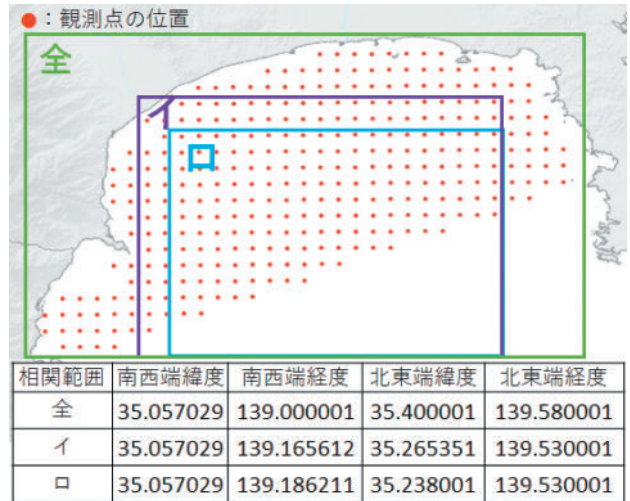 ●：観測点の位置
全
イ
ロ
相関範囲 南西端緯度 南西端経度 北東端緯度 北東端経度
全 35.057029 139.000001 35.400001 139.580001
イ 35.057029 139.165612 35.265351 139.530001
ロ 35.057029 139.186211 35.238001 139.530001